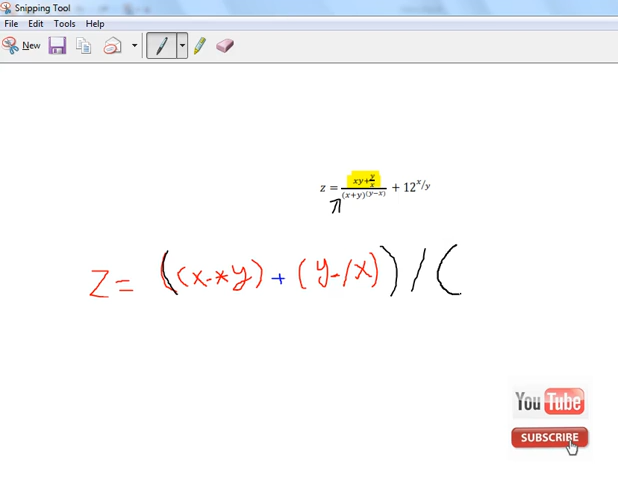 Snipping Tool
File Edit Tools Help
New
z = xy+y/x / (x+y)^(y−x) + 12^x/y
z = ((x-*y) + (y-/x)) / (
You Tube
SUBSCRIBE